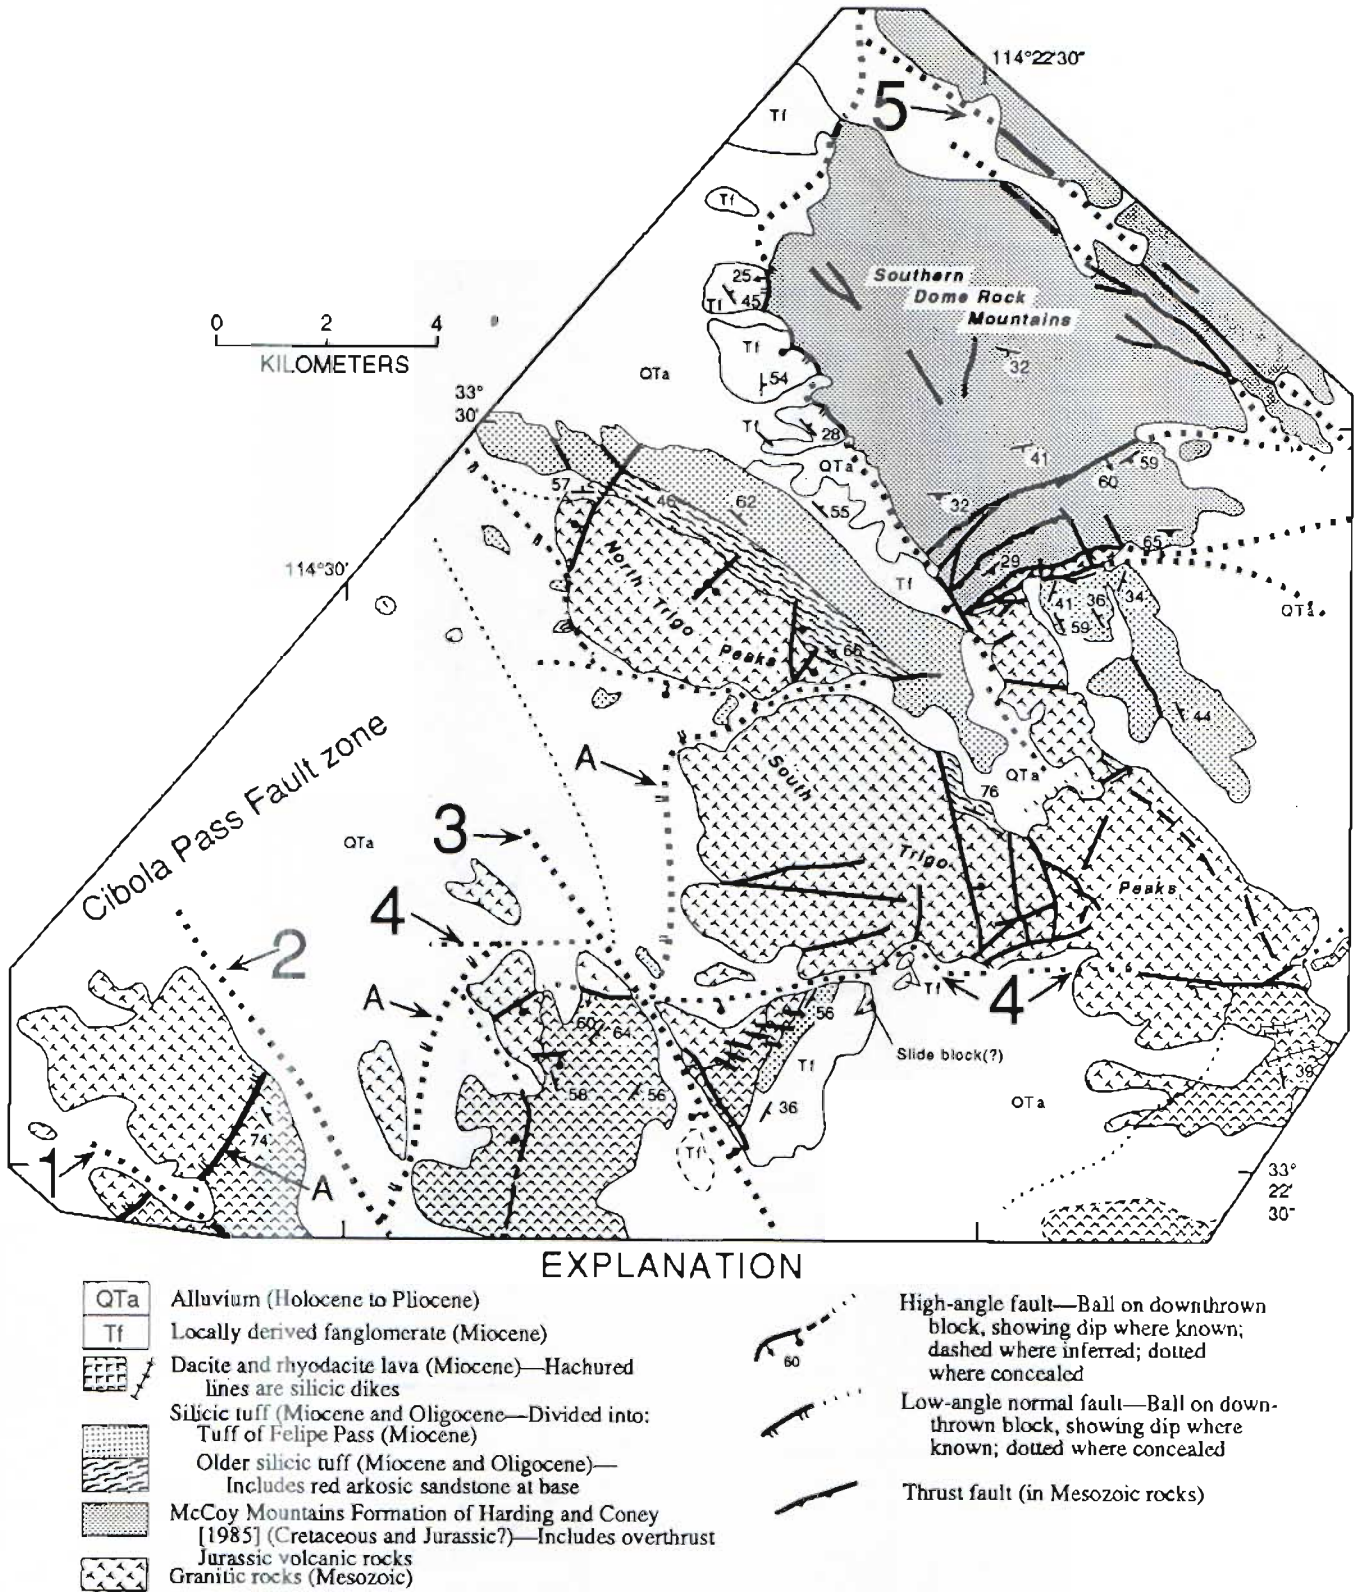 114°22'30"
5
Tf
Tf
25
Tf
45
Southern
Dome Rock
Mountains
0 2 4
KILOMETERS
Tf
54
32
QTa
33°
30'
Tf
28
QTa
41
59
60
57
46
62
55
32
65
29
Tf
34
41
36
59
QTa
114°30'
North Trigo Peaks
66
44
Cibola Pass Fault zone
A
South Trigo Peaks
QTa
76
3
QTa
4
2
A
60
64
56
Tf
4
Slide block(?)
Tf
58
56
36
QTa
39
74
Tf
1
A
33°
22'
30"
EXPLANATION
QTa Alluvium (Holocene to Pliocene)
Tf Locally derived fanglomerate (Miocene)
Dacite and rhyodacite lava (Miocene)—Hachured
lines are silicic dikes
Silicic tuff (Miocene and Oligocene—Divided into:
Tuff of Felipe Pass (Miocene)
Older silicic tuff (Miocene and Oligocene)—
Includes red arkosic sandstone at base
McCoy Mountains Formation of Harding and Coney
[1985] (Cretaceous and Jurassic?)—Includes overthrust
Jurassic volcanic rocks
Granitic rocks (Mesozoic)
60
High-angle fault—Ball on downthrown
block, showing dip where known;
dashed where inferred; dotted
where concealed
Low-angle normal fault—Ball on down-
thrown block, showing dip where
known; dotted where concealed
Thrust fault (in Mesozoic rocks)